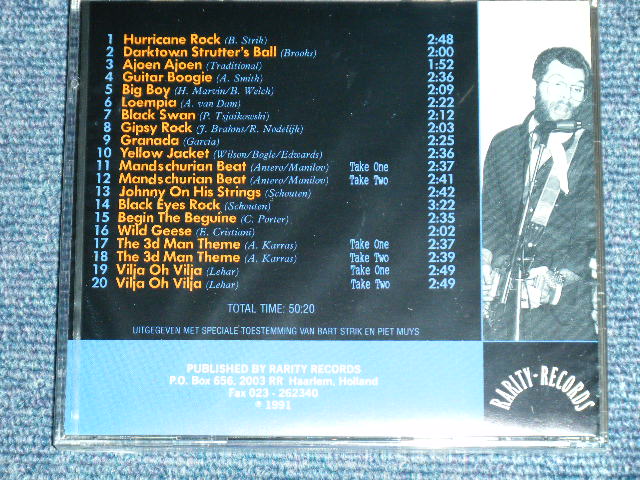 1 Hurricane Rock (B. Strik) 2:48
2 Darktown Strutter's Ball (Brooks) 2:00
3 Ajoen Ajoen (Traditional) 1:52
4 Guitar Boogie (A. Smith) 2:36
5 Big Boy (H. Marvin/B. Welch) 2:09
6 Loempia (A. van Dam) 2:22
7 Black Swan (P. Tsjaikowski) 2:12
8 Gipsy Rock (J. Brahms/R. Nodelijk) 2:03
9 Granada (Garcia) 2:25
10 Yellow Jacket (Wilson/Bogle/Edwards) 2:36
11 Mandschurian Beat (Antero/Manilov) Take One 2:37
12 Mandschurian Beat (Antero/Manilov) Take Two 2:41
13 Johnny On His Strings (Schouten) 2:42
14 Black Eyes Rock (Schouten) 3:22
15 Begin The Beguine (C. Porter) 2:35
16 Wild Geese (E. Cristiani) 2:02
17 The 3d Man Theme (A. Karras) Take One 2:37
18 The 3d Man Theme (A. Karras) Take Two 2:39
19 Vilja Oh Vilja (Lehar) Take One 2:49
20 Vilja Oh Vilja (Lehar) Take Two 2:49
TOTAL TIME: 50:20
UITGEGEVEN MET SPECIALE TOESTEMMING VAN BART STRIK EN PIET MUYS
PUBLISHED BY RARITY RECORDS
P.O. Box 656, 2003 RR Haarlem, Holland
Fax 023 - 262340
℗ 1991
RARITY-RECORDS